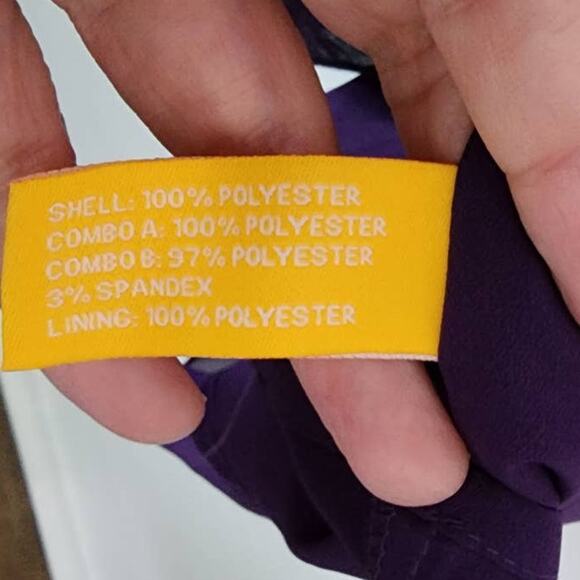 SHELL: 100% POLYESTER
COMBO A: 100% POLYESTER
COMBO B: 97% POLYESTER
3% SPANDEX
LINING: 100% POLYESTER